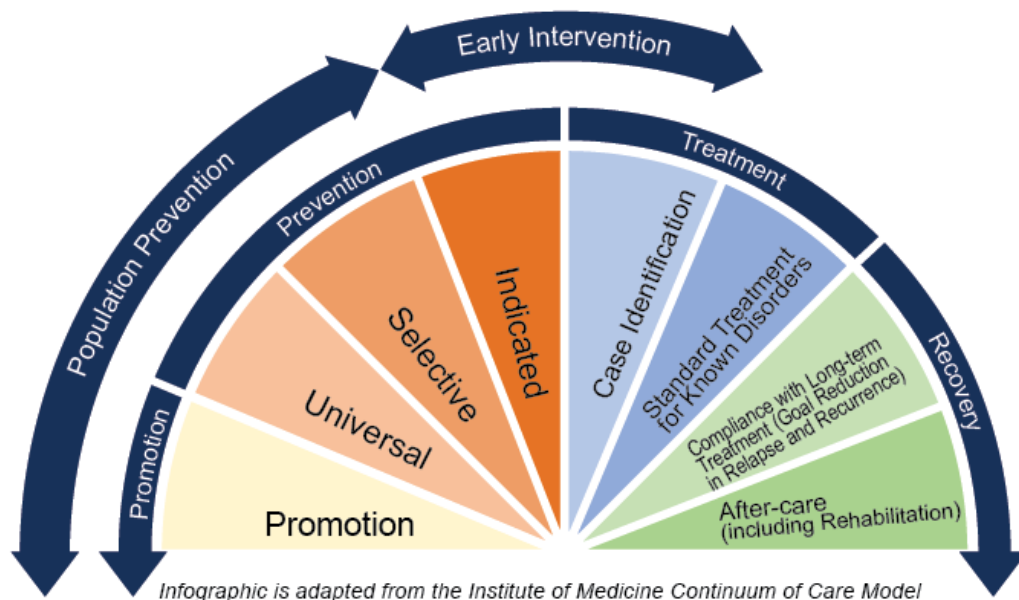 Early Intervention
Population Prevention
Prevention
Treatment
Promotion
Recovery
Promotion
Universal
Selective
Indicated
Case Identification
Standard Treatment
for Known Disorders
Compliance with Long-term
Treatment (Goal Reduction
in Relapse and Recurrence)
After-care
(including Rehabilitation)
Infographic is adapted from the Institute of Medicine Continuum of Care Model